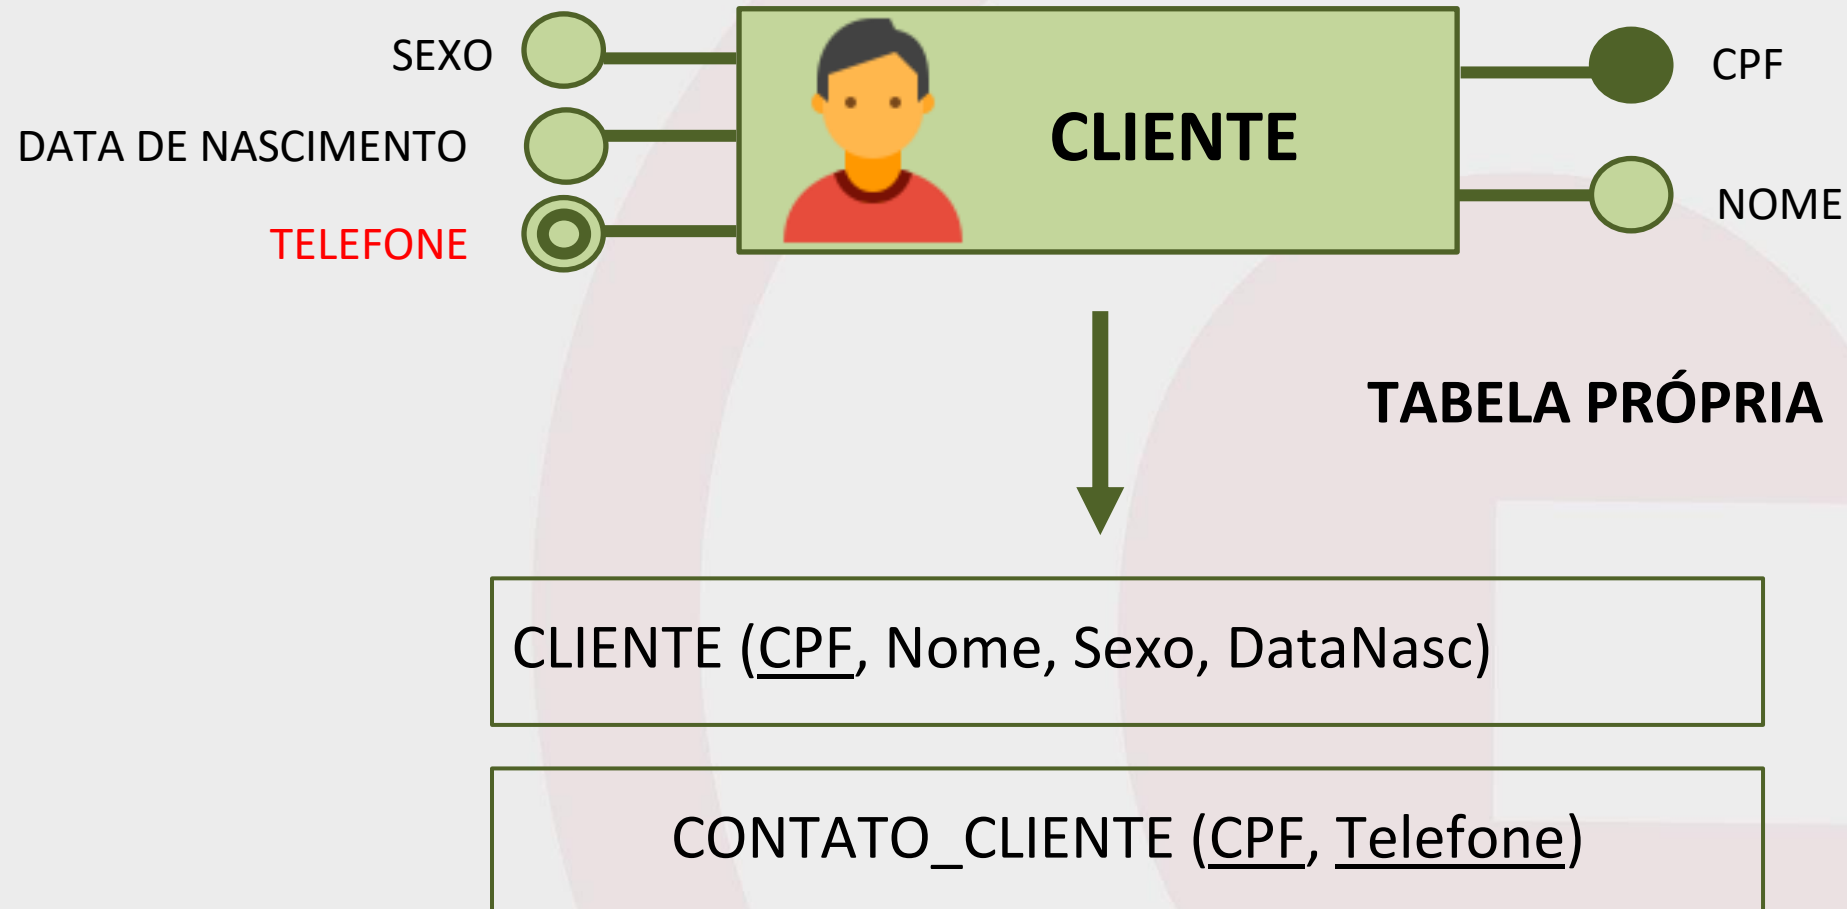 SEXO
CPF
CLIENTE
DATA DE NASCIMENTO
NOME
TELEFONE
TABELA PRÓPRIA
CLIENTE (CPF, Nome, Sexo, DataNasc)
CONTATO_CLIENTE (CPF, Telefone)